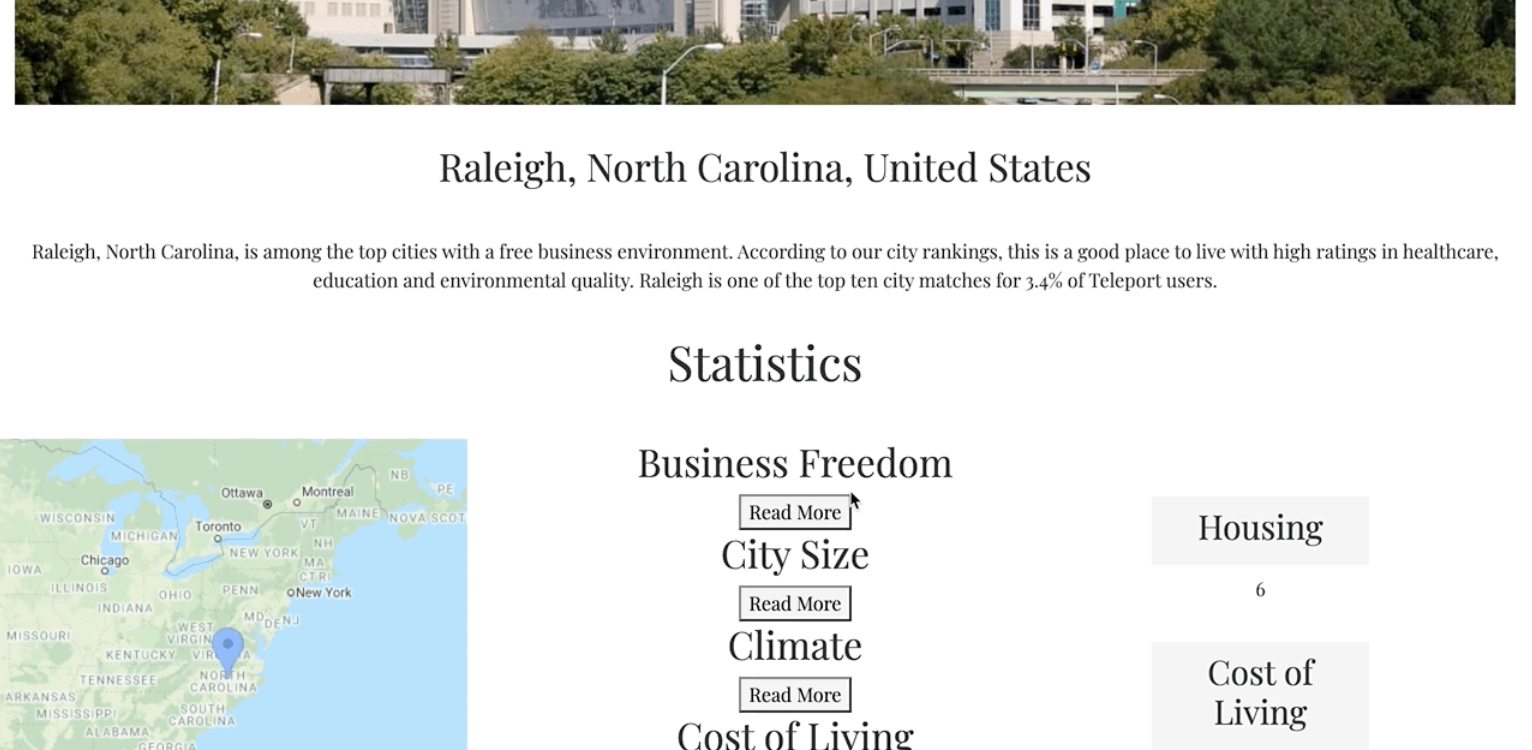 Raleigh, North Carolina, United States
Raleigh, North Carolina, is among the top cities with a free business environment. According to our city rankings, this is a good place to live with high ratings in healthcare,
education and environmental quality. Raleigh is one of the top ten city matches for 3.4% of Teleport users.
Statistics
NB
PE
Ottawa
Montreal
MAINE
NOVA SCOT
WISCONSIN
Toronto
VT
MICHIGAN
NH
NEW YORK
MA
Chicago
CT RI
IOWA
ILLINOIS
OHIO
PENN
New York
INDIANA
MD
DE NJ
MISSOURI
WEST
VIRGIN
KENTUCKY
VIRG A
TENNESSEE
NORTH
CAROLINA
ARKANSAS
MISSISSIPPI
SOUTH
CAROLINA
ALABAMA
GEORGIA
Business Freedom
Read More
City Size
Read More
Climate
Read More
Cost of Living
Housing
6
Cost of
Living